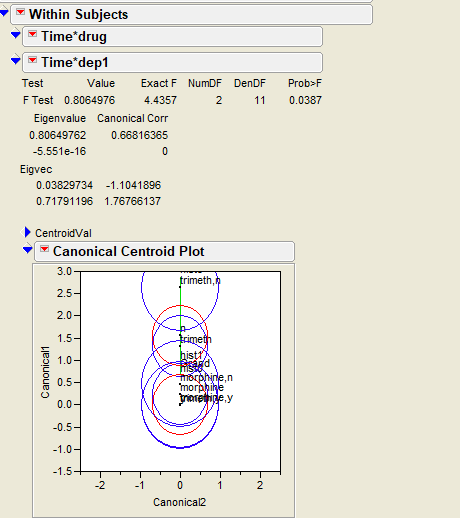 Within Subjects
Time*drug
Time*dep1
Test Value Exact F NumDF DenDF Prob>F
F Test 0.8064976 4.4357 2 11 0.0387
Eigenvalue Canonical Corr
0.80649762 0.66816365
-5.551e-16 0
Eigvec
0.03829734 -1.1041896
0.71791196 1.76766137
CentroidVal
Canonical Centroid Plot
3.0
trimeth,n
2.5
2.0
n
1.5
trimeth
hist1
1.0
morphine,n
0.5
morphine
0.0
-0.5
-1.0
-1.5
Canonical1
-2 -1 0 1 2
Canonical2